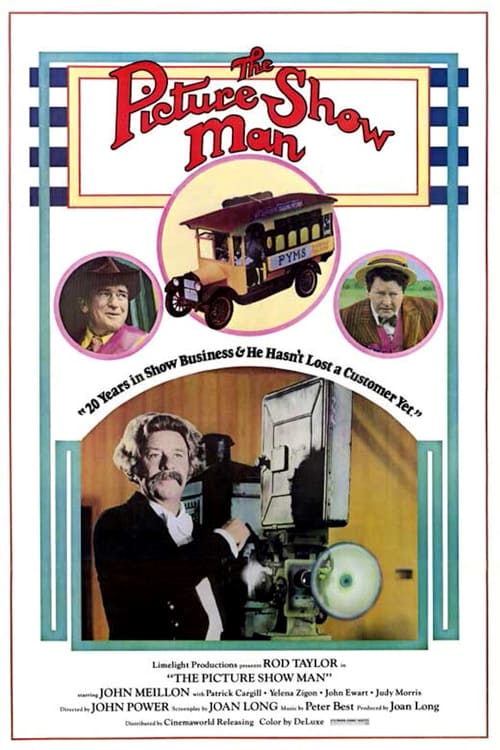 The
Picture Show
Man
PYMS
"20 Years in Show Business & He Hasn't Lost a Customer Yet."
Limelight Productions presents ROD TAYLOR in
"THE PICTURE SHOW MAN"
starring JOHN MEILLON with Patrick Cargill • Yelena Zigon • John Ewart • Judy Morris
Directed by JOHN POWER Screenplay by JOAN LONG Music by Peter Best Produced by Joan Long
Distributed by Cinemaworld Releasing Color by DeLuxe